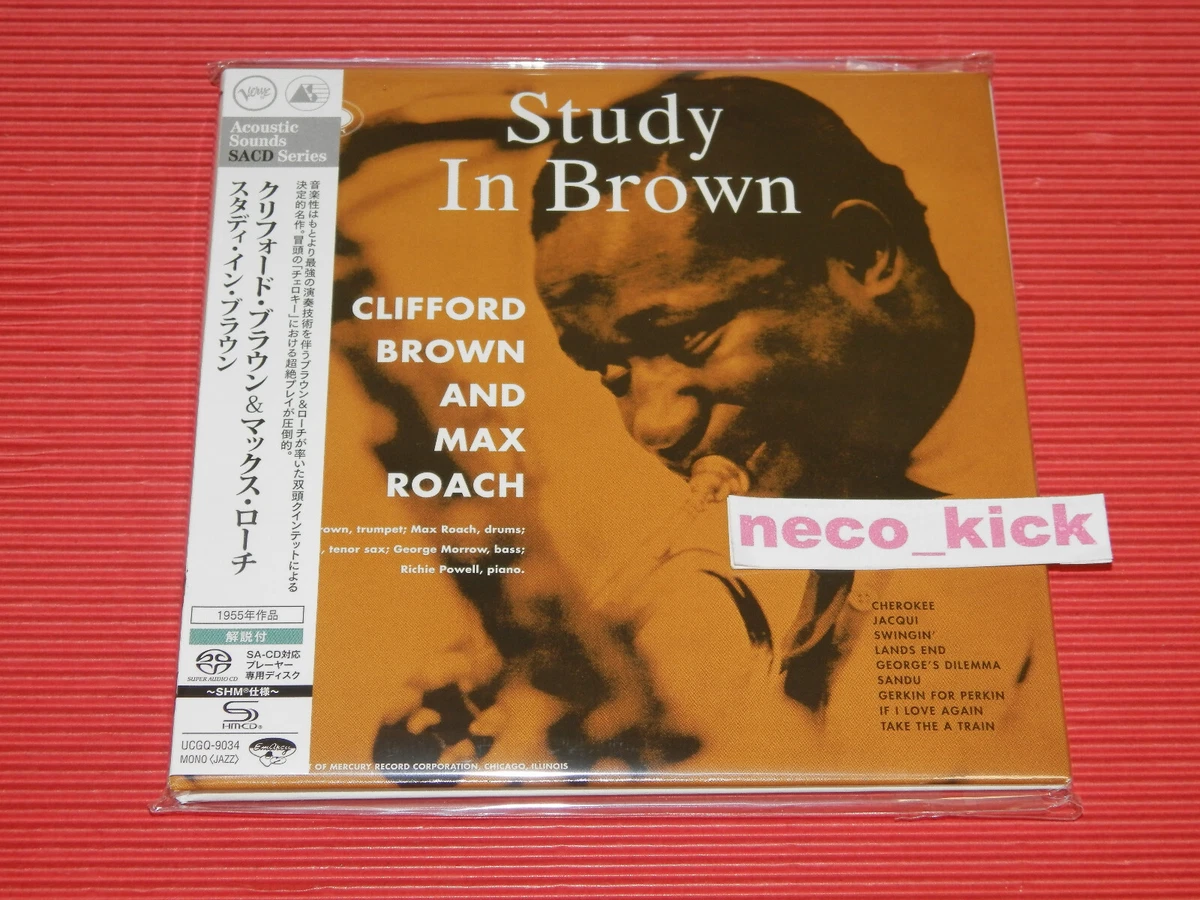 Verve
Acoustic
Sounds
SACD Series
音楽性はもとより最強の演奏技術を伴うブラウン&ローチが率いた双頭クインテットによる
決定的名作。冒頭の「チェロキー」における超絶プレイが圧倒的。
クリフォード・ブラウン&マックス・ローチ
スタディ・イン・ブラウン
1955年作品
解説付
SUPER AUDIO CD
SA-CD対応
プレーヤー
専用ディスク
~SHM®仕様~
SHM-CD®
UCGQ-9034
MONO〈JAZZ〉
EmArcy
Study
In Brown
CLIFFORD
BROWN
AND
MAX
ROACH
rown, trumpet; Max Roach, drums;
, tenor sax; George Morrow, bass;
Richie Powell, piano.
neco_kick
CHEROKEE
JACQUI
SWINGIN'
LANDS END
GEORGE'S DILEMMA
SANDU
GERKIN FOR PERKIN
IF I LOVE AGAIN
TAKE THE A TRAIN
T OF MERCURY RECORD CORPORATION, CHICAGO, ILLINOIS